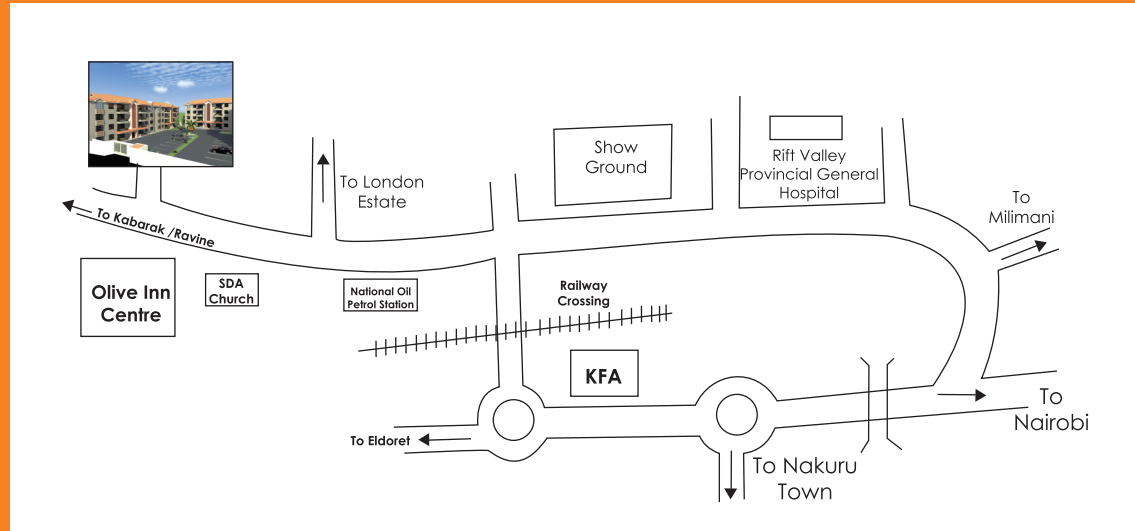 Show
Ground
Rift Valley
Provincial General
Hospital
To London
Estate
To
Milimani
To Kabarak /Ravine
Olive Inn
Centre
SDA
Church
National Oil
Petrol Station
Railway
Crossing
KFA
To
Nairobi
To Eldoret
To Nakuru
Town